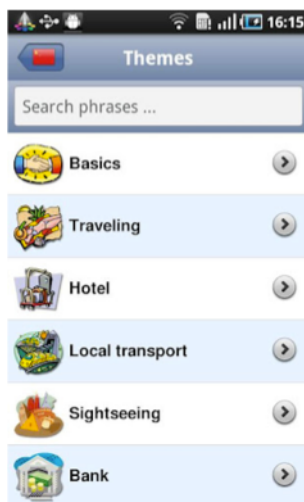 16:15
Themes
Search phrases ...
Basics
Traveling
Hotel
Local transport
Sightseeing
Bank